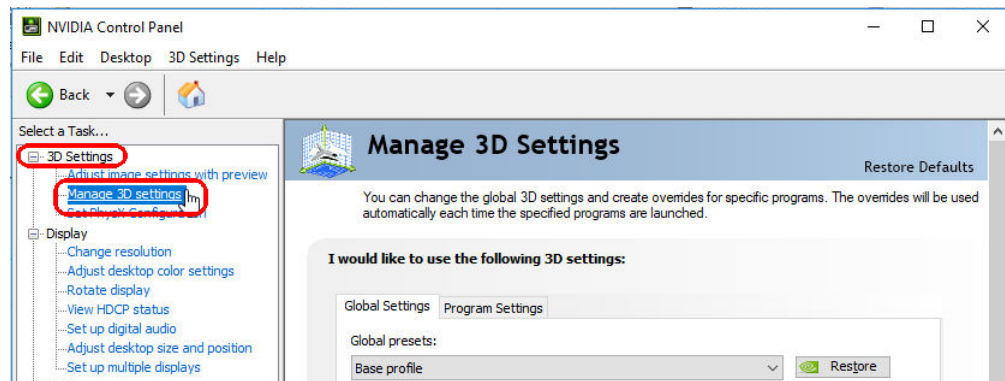 NVIDIA Control Panel
File Edit Desktop 3D Settings Help
Back
Select a Task...
3D Settings
Adjust image settings with preview
Manage 3D settings
Set PhysX Configuration
Display
Change resolution
Adjust desktop color settings
Rotate display
View HDCP status
Set up digital audio
Adjust desktop size and position
Set up multiple displays
Manage 3D Settings
Restore Defaults
You can change the global 3D settings and create overrides for specific programs. The overrides will be used
automatically each time the specified programs are launched.
I would like to use the following 3D settings:
Global Settings Program Settings
Global presets:
Base profile
Restore